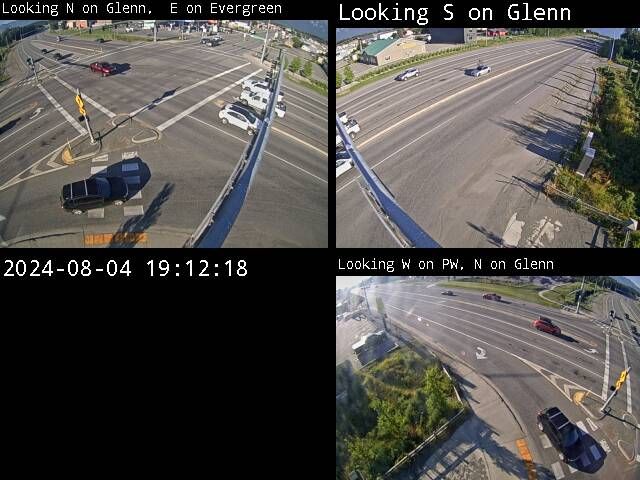 Looking N on Glenn,  E on Evergreen
Looking S on Glenn
2024-08-04 19:12:18
Looking W on PW, N on Glenn